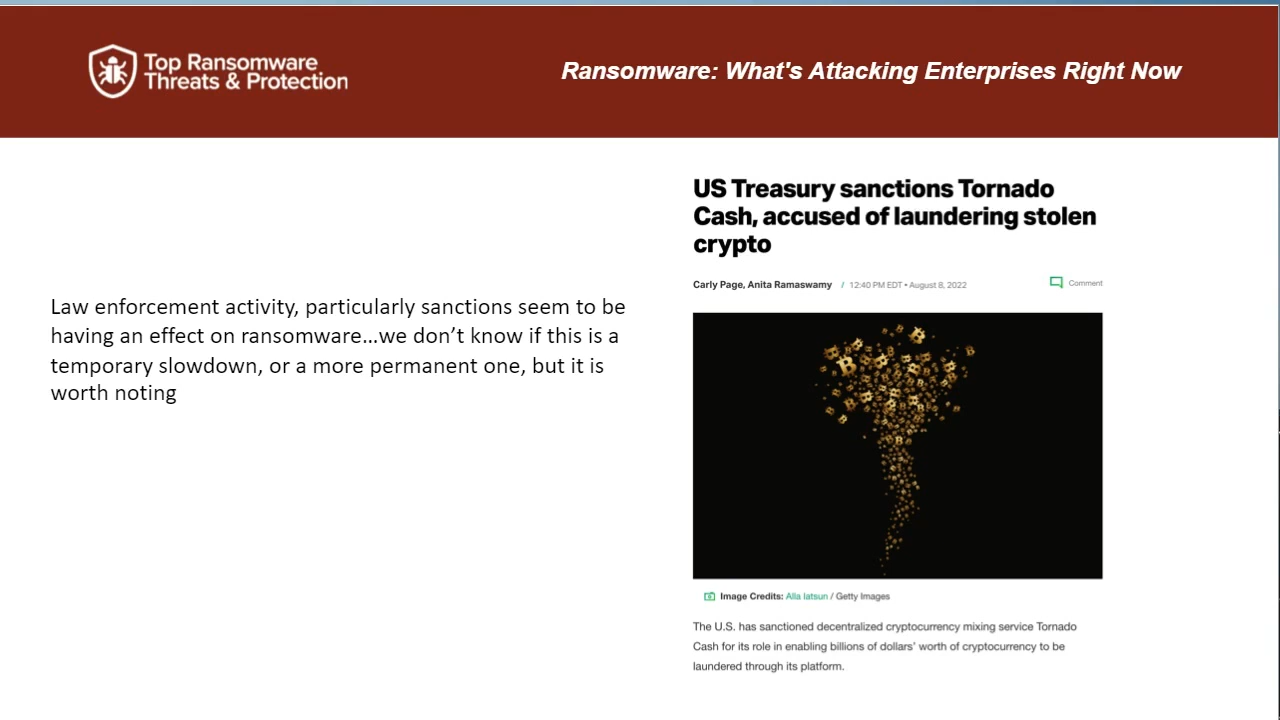 Top Ransomware
Threats & Protection
Ransomware: What's Attacking Enterprises Right Now
Law enforcement activity, particularly sanctions seem to be
having an effect on ransomware...we don’t know if this is a
temporary slowdown, or a more permanent one, but it is
worth noting
US Treasury sanctions Tornado
Cash, accused of laundering stolen
crypto
Carly Page, Anita Ramaswamy / 12:40 PM EDT • August 8, 2022
Comment
Image Credits: Alla Iatsun / Getty Images
The U.S. has sanctioned decentralized cryptocurrency mixing service Tornado
Cash for its role in enabling billions of dollars’ worth of cryptocurrency to be
laundered through its platform.